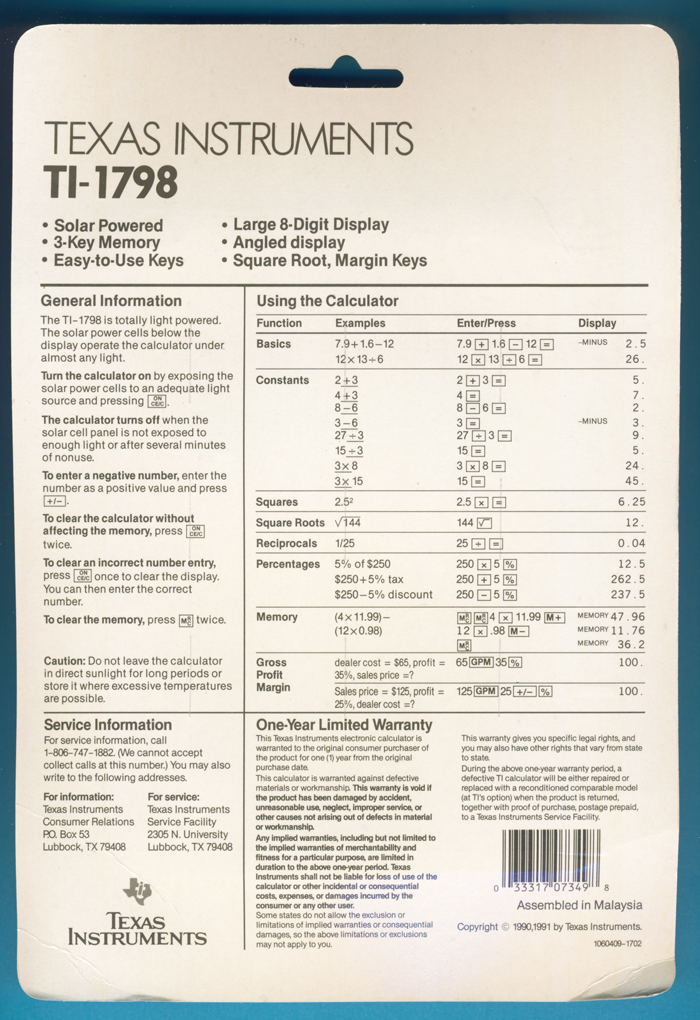 TEXAS INSTRUMENTS
TI-1798
• Solar Powered
• 3-Key Memory
• Easy-to-Use Keys
• Large 8-Digit Display
• Angled display
• Square Root, Margin Keys
General Information
The TI-1798 is totally light powered.
The solar power cells below the
display operate the calculator under
almost any light.
Turn the calculator on by exposing the
solar power cells to an adequate light
source and pressing ON CE/C.
The calculator turns off when the
solar cell panel is not exposed to
enough light or after several minutes
of nonuse.
To enter a negative number, enter the
number as a positive value and press
+/−.
To clear the calculator without
affecting the memory, press ON CE/C
twice.
To clear an incorrect number entry,
press ON CE/C once to clear the display.
You can then enter the correct
number.
To clear the memory, press MR/C twice.
Caution: Do not leave the calculator
in direct sunlight for long periods or
store it where excessive temperatures
are possible.
Using the Calculator
Function Examples Enter/Press Display
Basics 7.9+1.6−12 7.9 + 1.6 − 12 = −MINUS 2.5
12×13÷6 12 × 13 ÷ 6 = 26.
Constants 2+3 2 + 3 = 5.
4+3 4 = 7.
8−6 8 − 6 = 2.
3−6 3 = −MINUS 3.
27÷3 27 ÷ 3 = 9.
15÷3 15 = 5.
3×8 3 × 8 = 24.
3×15 15 = 45.
Squares 2.5² 2.5 × = 6.25
Square Roots √144 144 √ 12.
Reciprocals 1/25 25 ÷ = 0.04
Percentages 5% of $250 250 × 5 % 12.5
$250+5% tax 250 + 5 % 262.5
$250−5% discount 250 − 5 % 237.5
Memory (4×11.99)− MR/C MR/C 4 × 11.99 M+ MEMORY 47.96
(12×0.98) 12 × .98 M− MEMORY 11.76
MR/C MEMORY 36.2
Gross Profit Margin dealer cost = $65, profit = 65 GPM 35 % 100.
35%, sales price =?
Sales price = $125, profit = 125 GPM 25 +/− % 100.
25%, dealer cost =?
Service Information
For service information, call
1-806-747-1882. (We cannot accept
collect calls at this number.) You may also
write to the following addresses.
For information:
Texas Instruments
Consumer Relations
P.O. Box 53
Lubbock, TX 79408
For service:
Texas Instruments
Service Facility
2305 N. University
Lubbock, TX 79408
TEXAS
INSTRUMENTS
One-Year Limited Warranty
This Texas Instruments electronic calculator is
warranted to the original consumer purchaser of
the product for one (1) year from the original
purchase date.
This calculator is warranted against defective
materials or workmanship. This warranty is void if
the product has been damaged by accident,
unreasonable use, neglect, improper service, or
other causes not arising out of defects in material
or workmanship.
Any implied warranties, including but not limited to
the implied warranties of merchantability and
fitness for a particular purpose, are limited in
duration to the above one-year period. Texas
Instruments shall not be liable for loss of use of the
calculator or other incidental or consequential
costs, expenses, or damages incurred by the
consumer or any other user.
Some states do not allow the exclusion or
limitations of implied warranties or consequential
damages, so the above limitations or exclusions
may not apply to you.
This warranty gives you specific legal rights, and
you may also have other rights that vary from state
to state.
During the above one-year warranty period, a
defective TI calculator will be either repaired or
replaced with a reconditioned comparable model
(at TI's option) when the product is returned,
together with proof of purchase, postage prepaid,
to a Texas Instruments Service Facility.
0 33317 07349 8
Assembled in Malaysia
Copyright © 1990,1991 by Texas Instruments.
1060409-1702